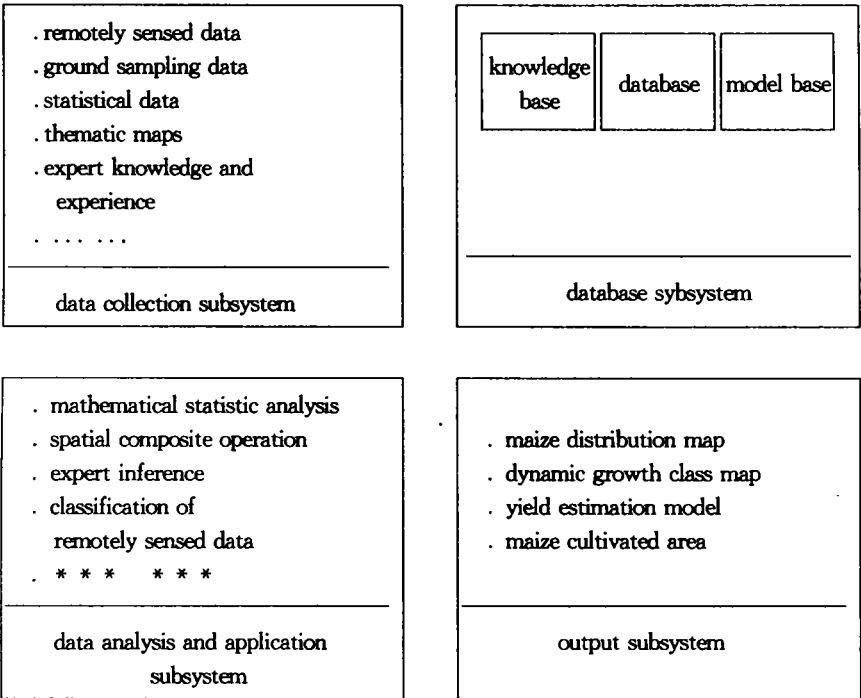 . remotely sensed data
. ground sampling data
. statistical data
. thematic maps
. expert knowledge and
experience
. .... ...
data collection subsystem
knowledge
base
database
model base
database sybsystem
. mathematical statistic analysis
. spatial composite operation
. expert inference
. classification of
remotely sensed data
. * * * * * *
data analysis and application
subsystem
. maize distribution map
. dynamic growth class map
. yield estimation model
. maize cultivated area
output subsystem